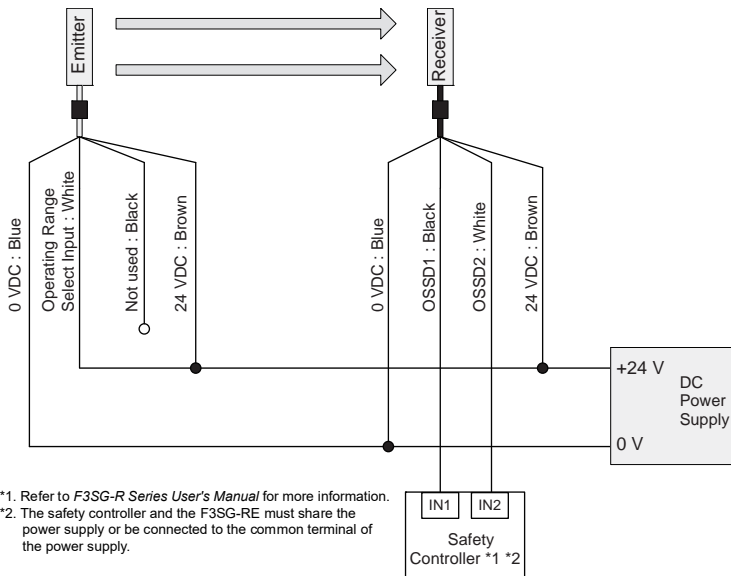 Emitter
Receiver
0 VDC : Blue
Operating Range
Select Input : White
Not used : Black
24 VDC : Brown
0 VDC : Blue
OSSD1 : Black
OSSD2 : White
24 VDC : Brown
+24 V
DC
Power
Supply
0 V
*1. Refer to F3SG-R Series User's Manual for more information.
*2. The safety controller and the F3SG-RE must share the
power supply or be connected to the common terminal of
the power supply.
IN1
IN2
Safety
Controller *1 *2